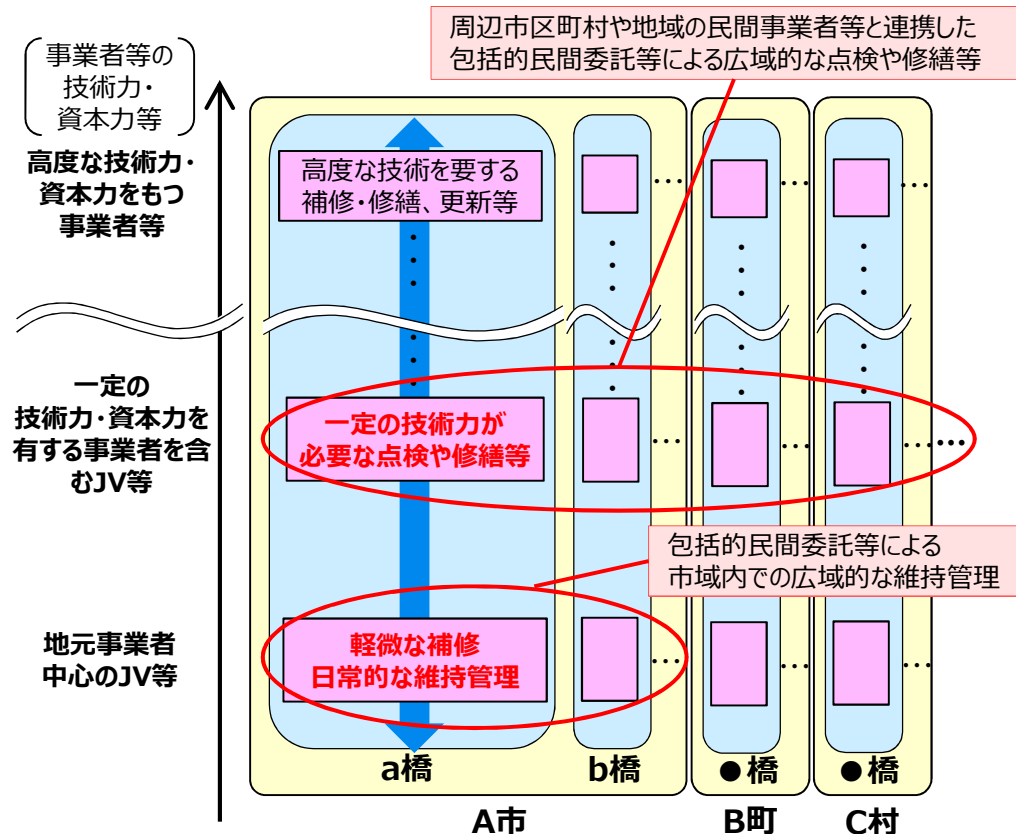 周辺市区町村や地域の民間事業者等と連携した
包括的民間委託等による広域的な点検や修繕等
事業者等の
技術力・
資本力等
高度な技術力・
資本力をもつ
事業者等
高度な技術を要する
補修・修繕、更新等
一定の
技術力・資本力を
有する事業者を含
むJV等
一定の技術力が
必要な点検や修繕等
包括的民間委託等による
市域内での広域的な維持管理
地元事業者
中心のJV等
軽微な補修
日常的な維持管理
a橋
b橋
●橋
●橋
A市
B町
C村